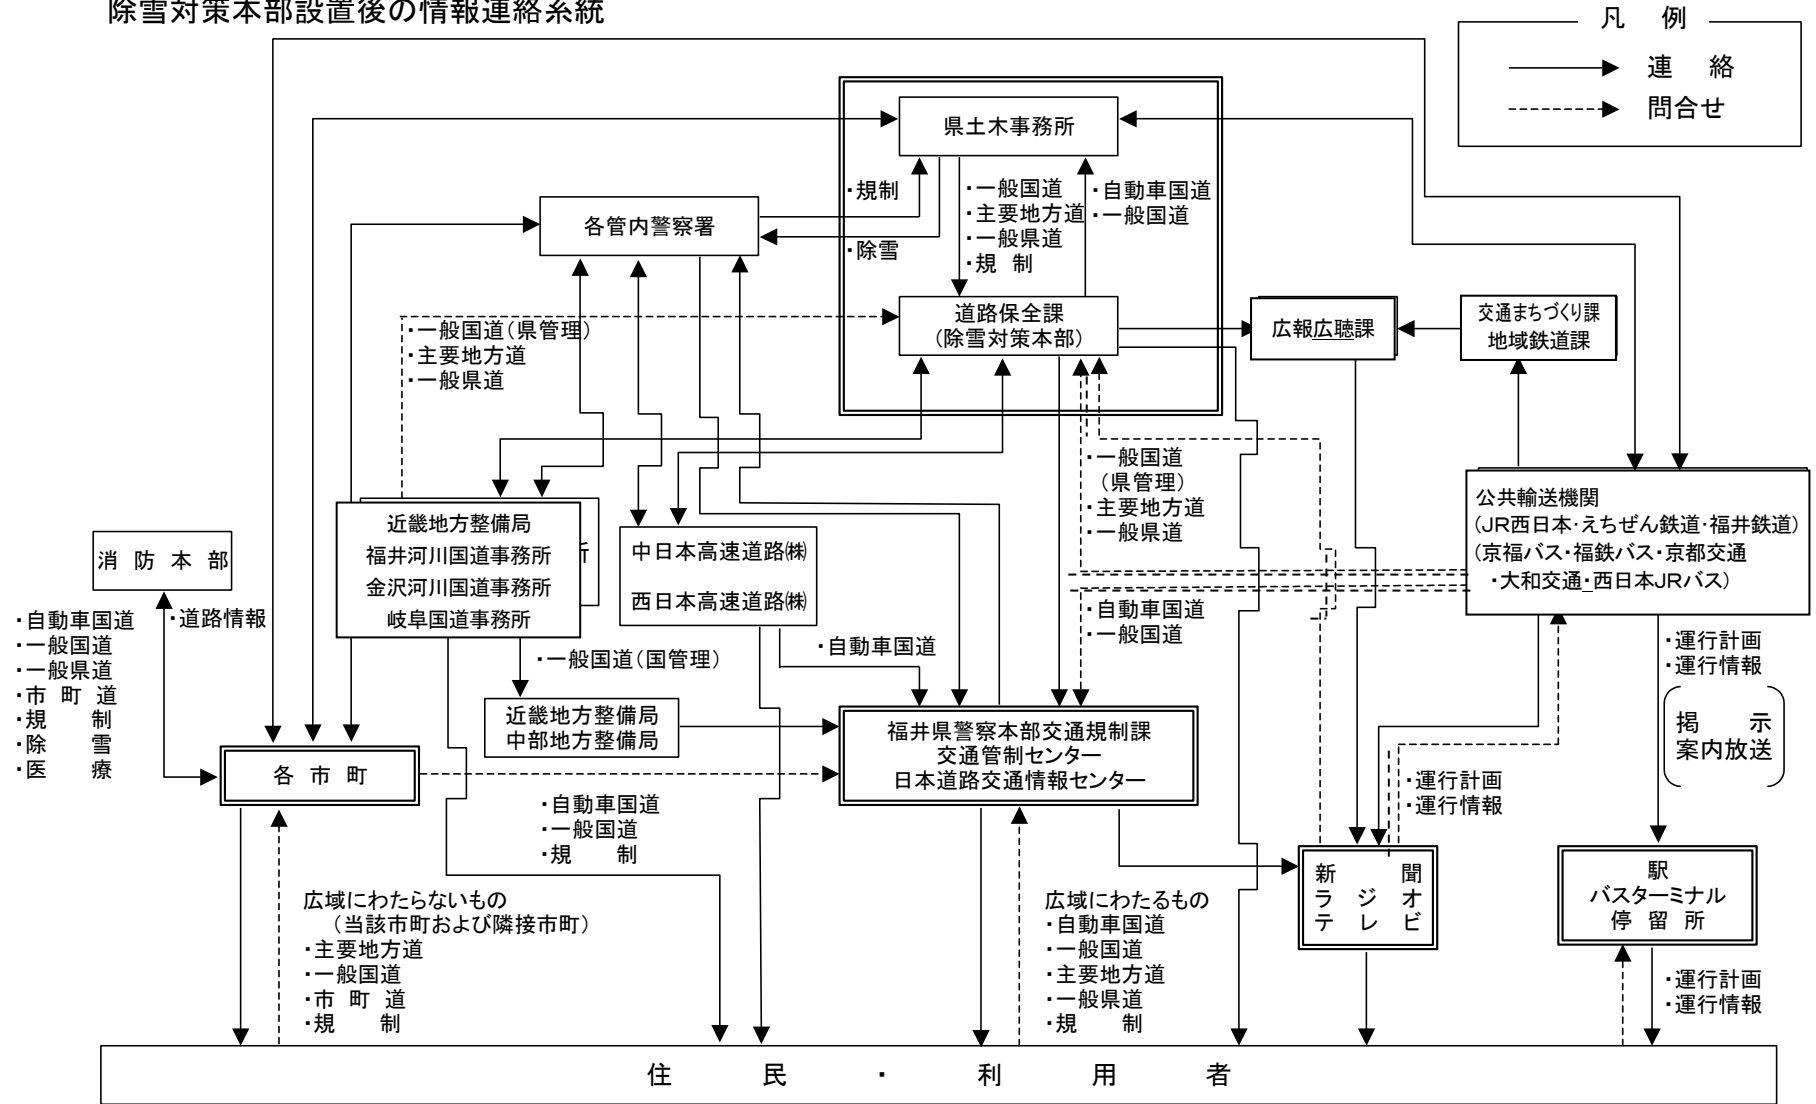 除雪対策本部設置後の情報連絡系統
凡 例
連 絡
問合せ
県土木事務所
・規制
・除雪
・一般国道
・主要地方道
・一般県道
・規 制
・自動車国道
・一般国道
各管内警察署
道路保全課
(除雪対策本部)
広報広聴課
交通まちづくり課
地域鉄道課
・一般国道(県管理)
・主要地方道
・一般県道
・一般国道
(県管理)
・主要地方道
・一般県道
公共輸送機関
(JR西日本・えちぜん鉄道・福井鉄道)
(京福バス・福鉄バス・京都交通
・大和交通・西日本JRバス)
消 防 本 部
近畿地方整備局
福井河川国道事務所
金沢河川国道事務所
岐阜国道事務所
所
中日本高速道路㈱
西日本高速道路㈱
・自動車国道
・一般国道
・一般県道
・市 町 道
・規 制
・除 雪
・医 療
・道路情報
・一般国道(国管理)
・自動車国道
・自動車国道
・一般国道
・運行計画
・運行情報
掲 示
案内放送
近畿地方整備局
中部地方整備局
福井県警察本部交通規制課
交通管制センター
日本道路交通情報センター
各 市 町
・自動車国道
・一般国道
・規 制
・運行計画
・運行情報
新 聞
ラ ジ オ
テ レ ビ
駅
バスターミナル
停 留 所
広域にわたらないもの
(当該市町および隣接市町)
・主要地方道
・一般国道
・市 町 道
・規 制
広域にわたるもの
・自動車国道
・一般国道
・主要地方道
・一般県道
・規 制
・運行計画
・運行情報
住 民 ・ 利 用 者